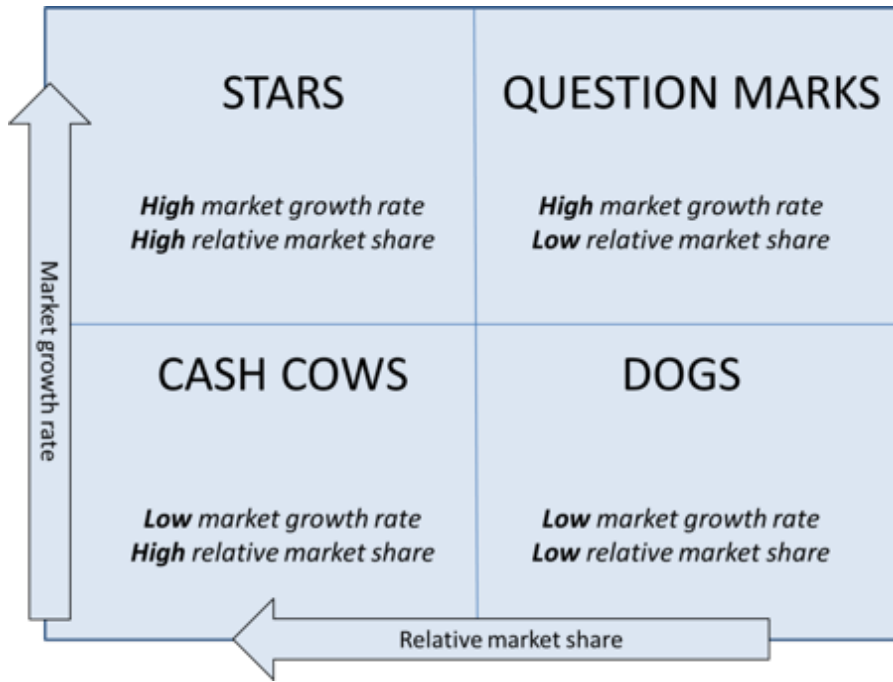 STARS
High market growth rate
High relative market share
QUESTION MARKS
High market growth rate
Low relative market share
CASH COWS
Low market growth rate
High relative market share
DOGS
Low market growth rate
Low relative market share
Market growth rate
Relative market share